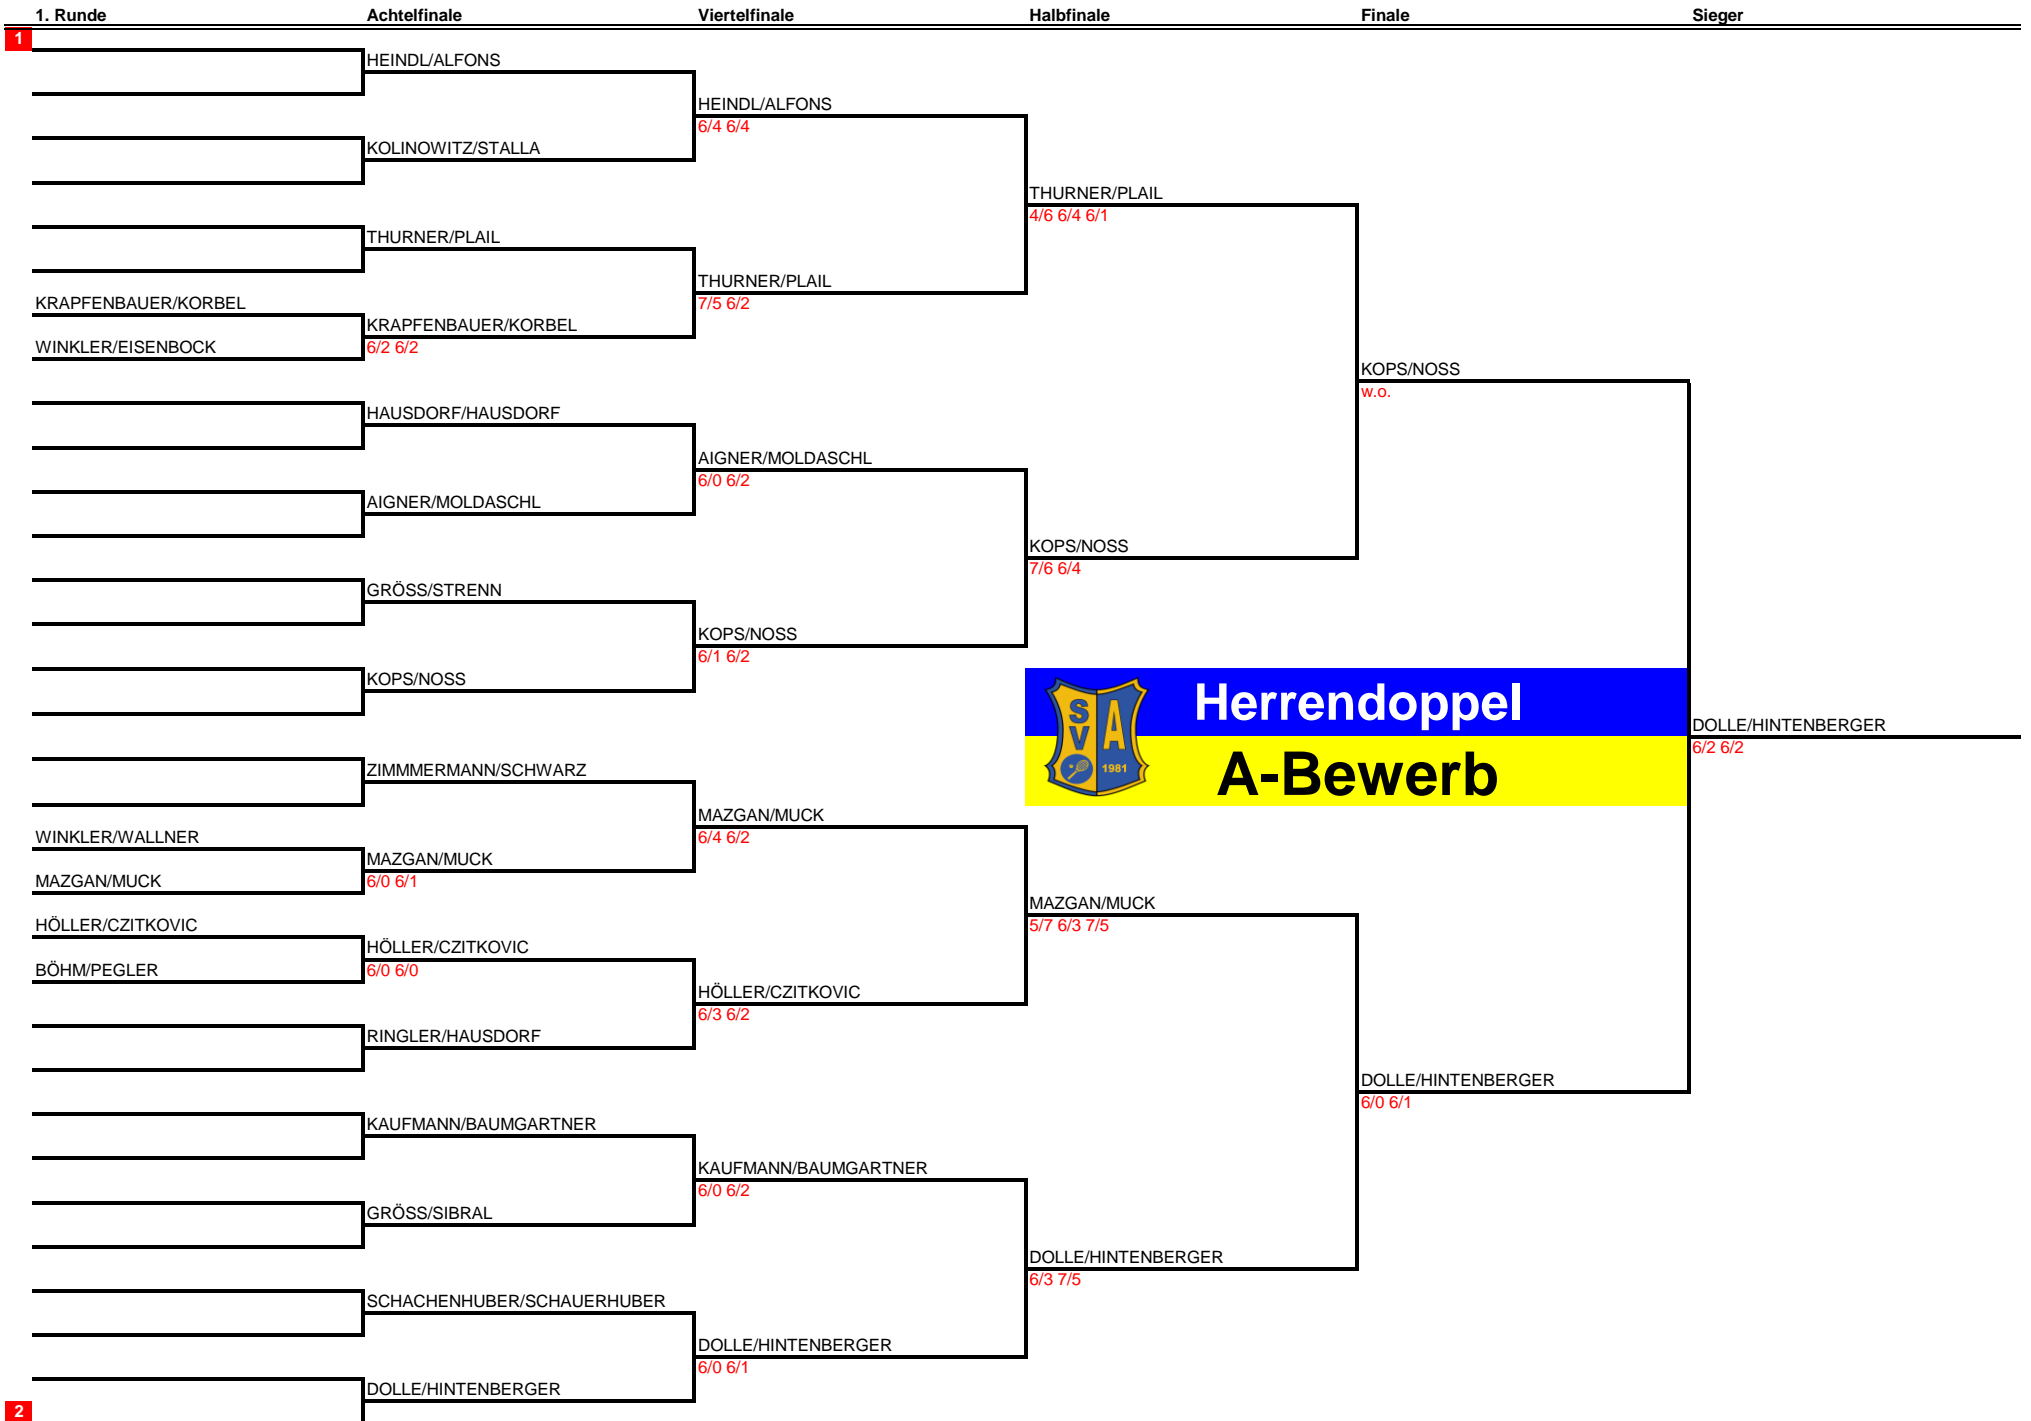 1. Runde Achtelfinale Viertelfinale Halbfinale Finale Sieger
1
HEINDL/ALFONS
HEINDL/ALFONS
6/4 6/4
KOLINOWITZ/STALLA
THURNER/PLAIL
4/6 6/4 6/1
THURNER/PLAIL
THURNER/PLAIL
7/5 6/2
KRAPFENBAUER/KORBEL
KRAPFENBAUER/KORBEL
6/2 6/2
WINKLER/EISENBOCK
KOPS/NOSS
w.o.
HAUSDORF/HAUSDORF
AIGNER/MOLDASCHL
6/0 6/2
AIGNER/MOLDASCHL
KOPS/NOSS
7/6 6/4
GRÖSS/STRENN
KOPS/NOSS
6/1 6/2
KOPS/NOSS
SVA
1981
Herrendoppel
A-Bewerb
DOLLE/HINTENBERGER
6/2 6/2
ZIMMMERMANN/SCHWARZ
MAZGAN/MUCK
6/4 6/2
WINKLER/WALLNER
MAZGAN/MUCK
6/0 6/1
MAZGAN/MUCK
MAZGAN/MUCK
5/7 6/3 7/5
HÖLLER/CZITKOVIC
HÖLLER/CZITKOVIC
6/0 6/0
BÖHM/PEGLER
HÖLLER/CZITKOVIC
6/3 6/2
RINGLER/HAUSDORF
DOLLE/HINTENBERGER
6/0 6/1
KAUFMANN/BAUMGARTNER
KAUFMANN/BAUMGARTNER
6/0 6/2
GRÖSS/SIBRAL
DOLLE/HINTENBERGER
6/3 7/5
SCHACHENHUBER/SCHAUERHUBER
DOLLE/HINTENBERGER
6/0 6/1
DOLLE/HINTENBERGER
2